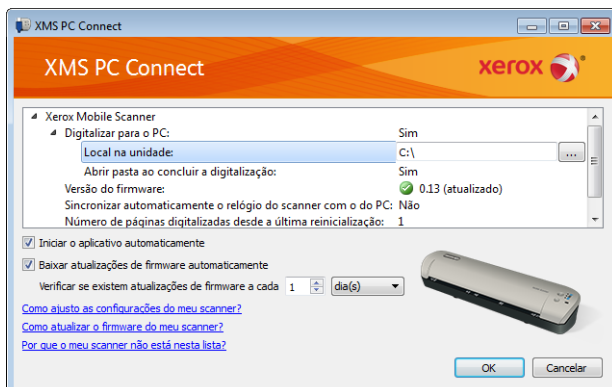 XMS PC Connect
XMS PC Connect
xerox
Xerox Mobile Scanner
Digitalizar para o PC: Sim
Local na unidade: C:\ ...
Abrir pasta ao concluir a digitalização: Sim
Versão do firmware: 0.13 (atualizado)
Sincronizar automaticamente o relógio do scanner com o do PC: Não
Número de páginas digitalizadas desde a última reinicialização: 1
Iniciar o aplicativo automaticamente
Baixar atualizações de firmware automaticamente
Verificar se existem atualizações de firmware a cada 1 dia(s)
Como ajusto as configurações do meu scanner?
Como atualizar o firmware do meu scanner?
Por que o meu scanner não está nesta lista?
OK Cancelar